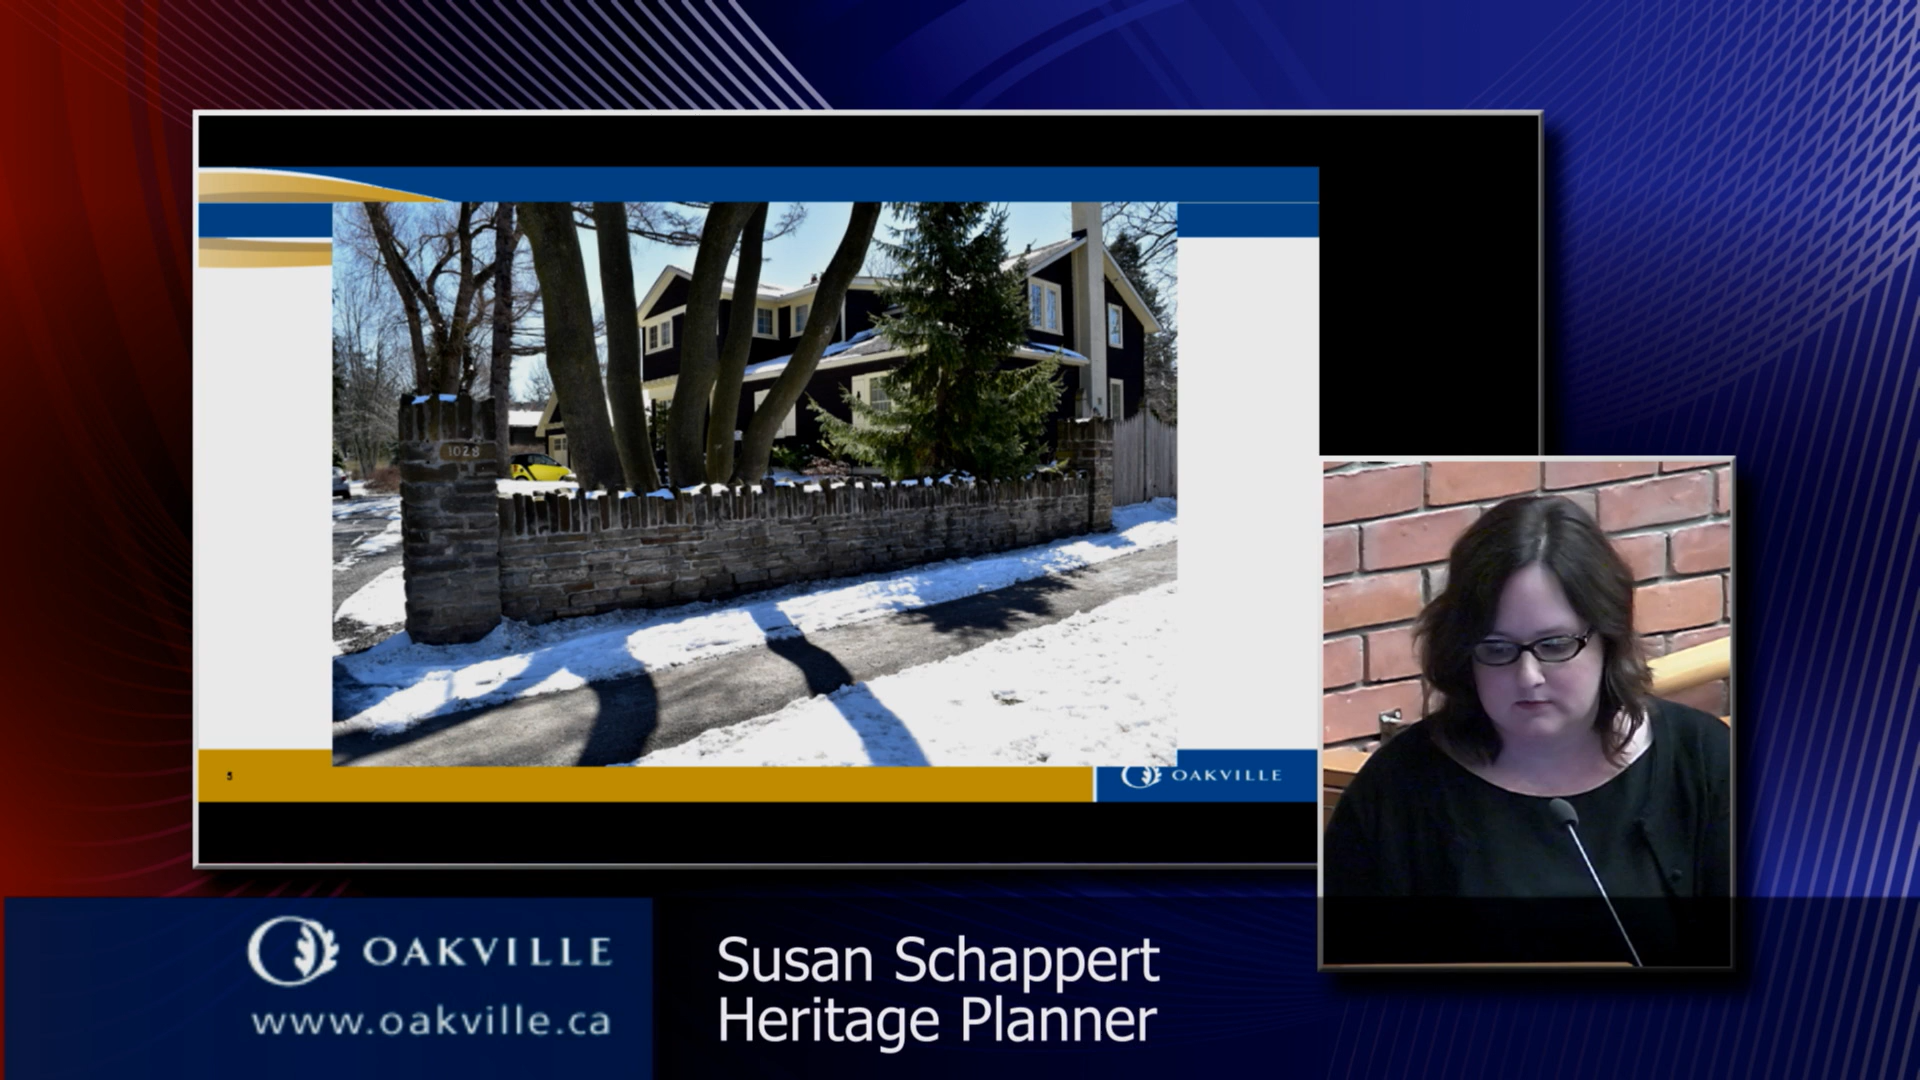 1028
5
OAKVILLE
OAKVILLE
www.oakville.ca
Susan Schappert
Heritage Planner